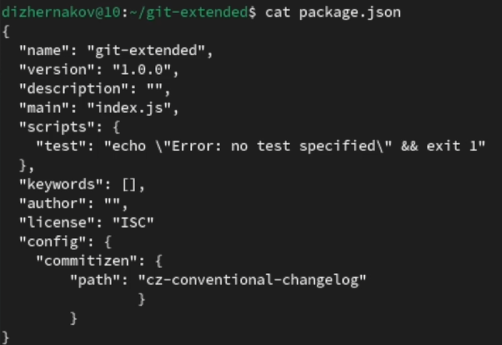 dizhernakov@10:~/git-extended$ cat package.json
{
  "name": "git-extended",
  "version": "1.0.0",
  "description": "",
  "main": "index.js",
  "scripts": {
    "test": "echo \"Error: no test specified\" && exit 1"
  },
  "keywords": [],
  "author": "",
  "license": "ISC"
  "config": {
    "commitizen": {
        "path": "cz-conventional-changelog"
                }
        }
}